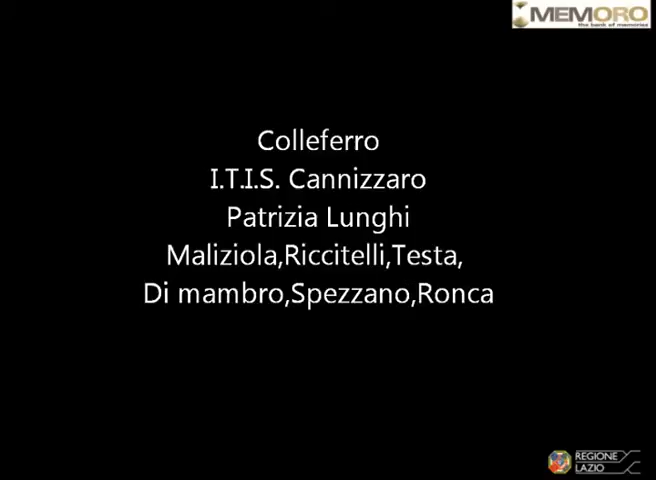 MEMORO
the bank of memories
Colleferro
I.T.I.S. Cannizzaro
Patrizia Lunghi
Maliziola,Riccitelli,Testa,
Di mambro,Spezzano,Ronca
REGIONE
LAZIO